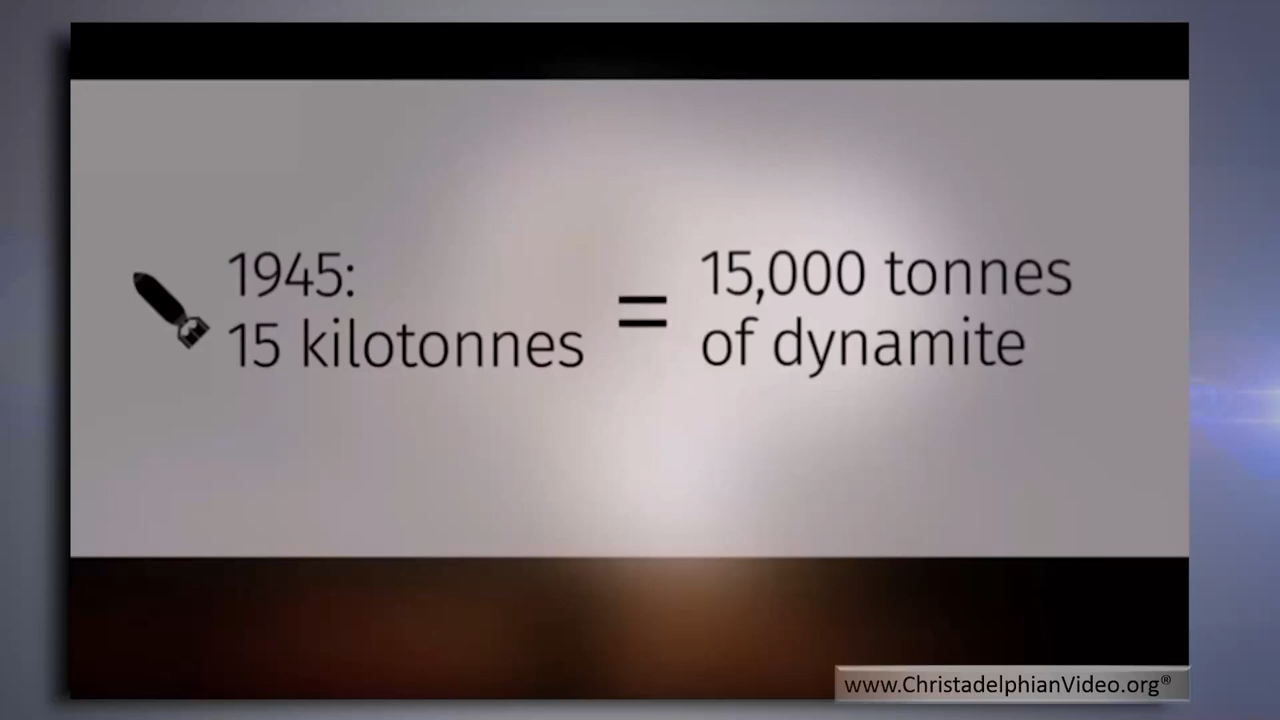 1945:
15 kilotonnes
=
15,000 tonnes
of dynamite
www.ChristadelphianVideo.org®